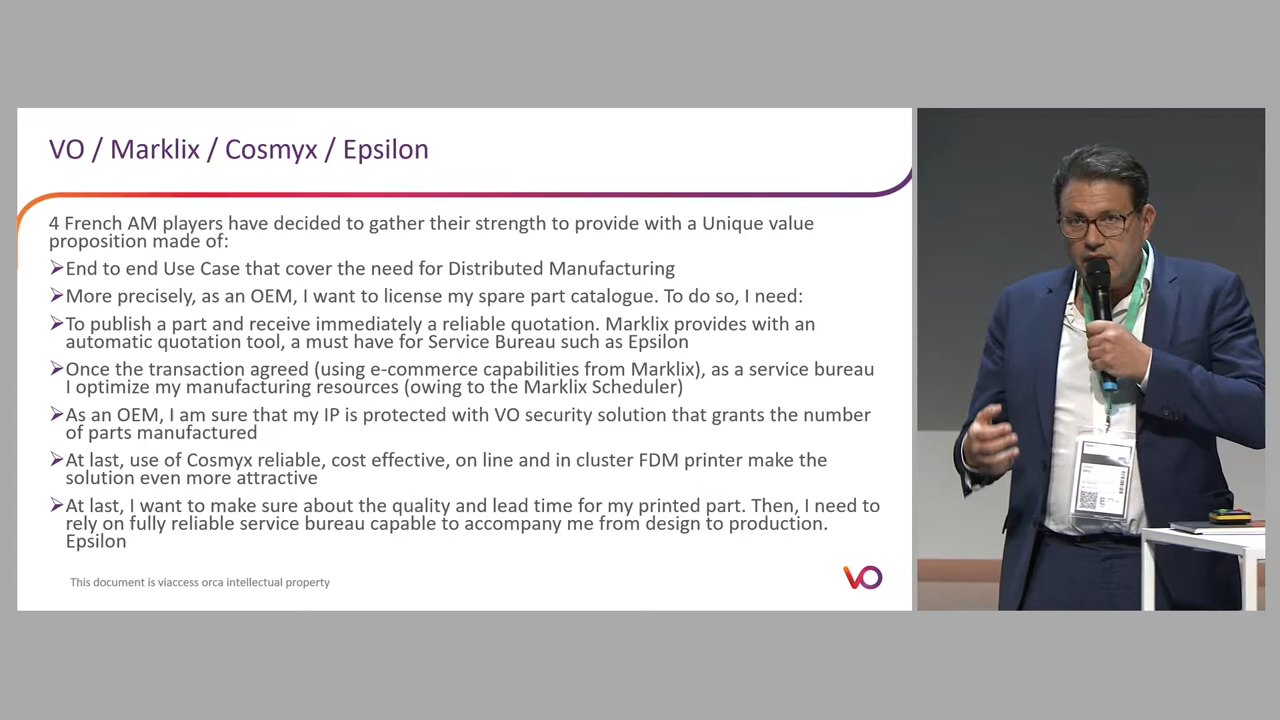 VO / Marklix / Cosmyx / Epsilon
4 French AM players have decided to gather their strength to provide with a Unique value
proposition made of:
➢End to end Use Case that cover the need for Distributed Manufacturing
➢More precisely, as an OEM, I want to license my spare part catalogue. To do so, I need:
➢To publish a part and receive immediately a reliable quotation. Marklix provides with an
automatic quotation tool, a must have for Service Bureau such as Epsilon
➢Once the transaction agreed (using e-commerce capabilities from Marklix), as a service bureau
I optimize my manufacturing resources (owing to the Marklix Scheduler)
➢As an OEM, I am sure that my IP is protected with VO security solution that grants the number
of parts manufactured
➢At last, use of Cosmyx reliable, cost effective, on line and in cluster FDM printer make the
solution even more attractive
➢At last, I want to make sure about the quality and lead time for my printed part. Then, I need to
rely on fully reliable service bureau capable to accompany me from design to production.
Epsilon
This document is viaccess orca intellectual property
VO